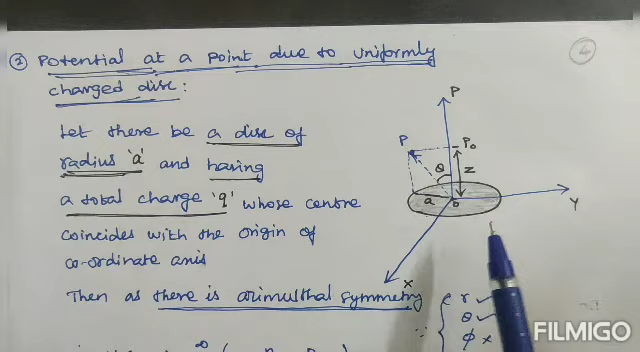 ② Potential at a point due to uniformly
charged disc:
Let there be a disc of
radius 'a' and having
a total charge 'q' whose centre
coincides with the origin of
co-ordinate axis
Then as there is azimuthal symmetry
4
P
P
P₀
θ
Z
a
O
Y
X
∵ { r ✓
θ ✓
ϕ ×
∞
FILMIGO